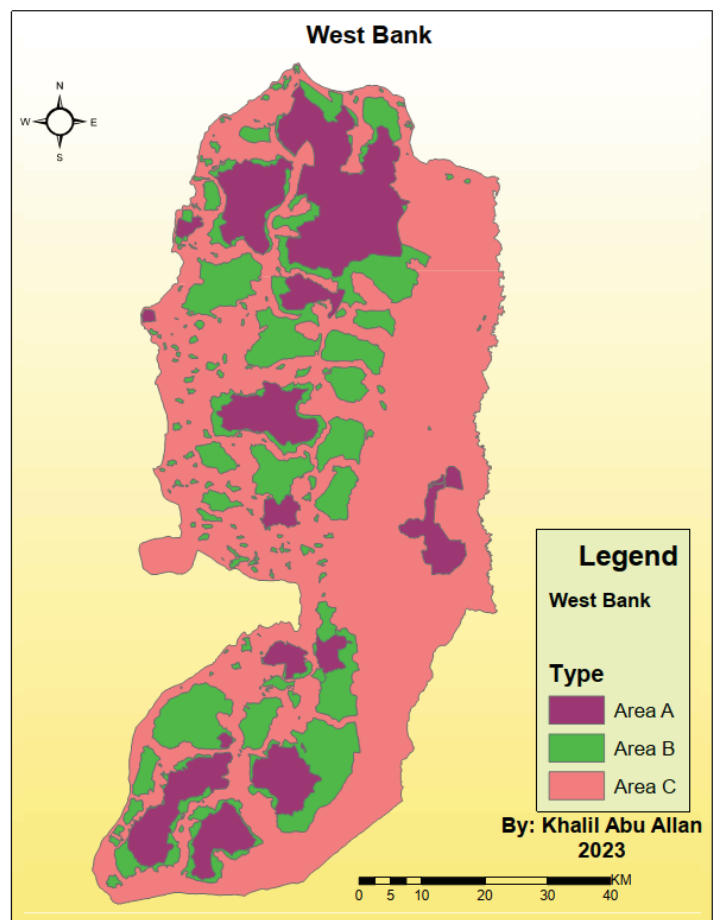 West Bank
N
W E
S
Legend
West Bank
Type
Area A
Area B
Area C
By: Khalil Abu Allan
2023
KM
0 5 10 20 30 40